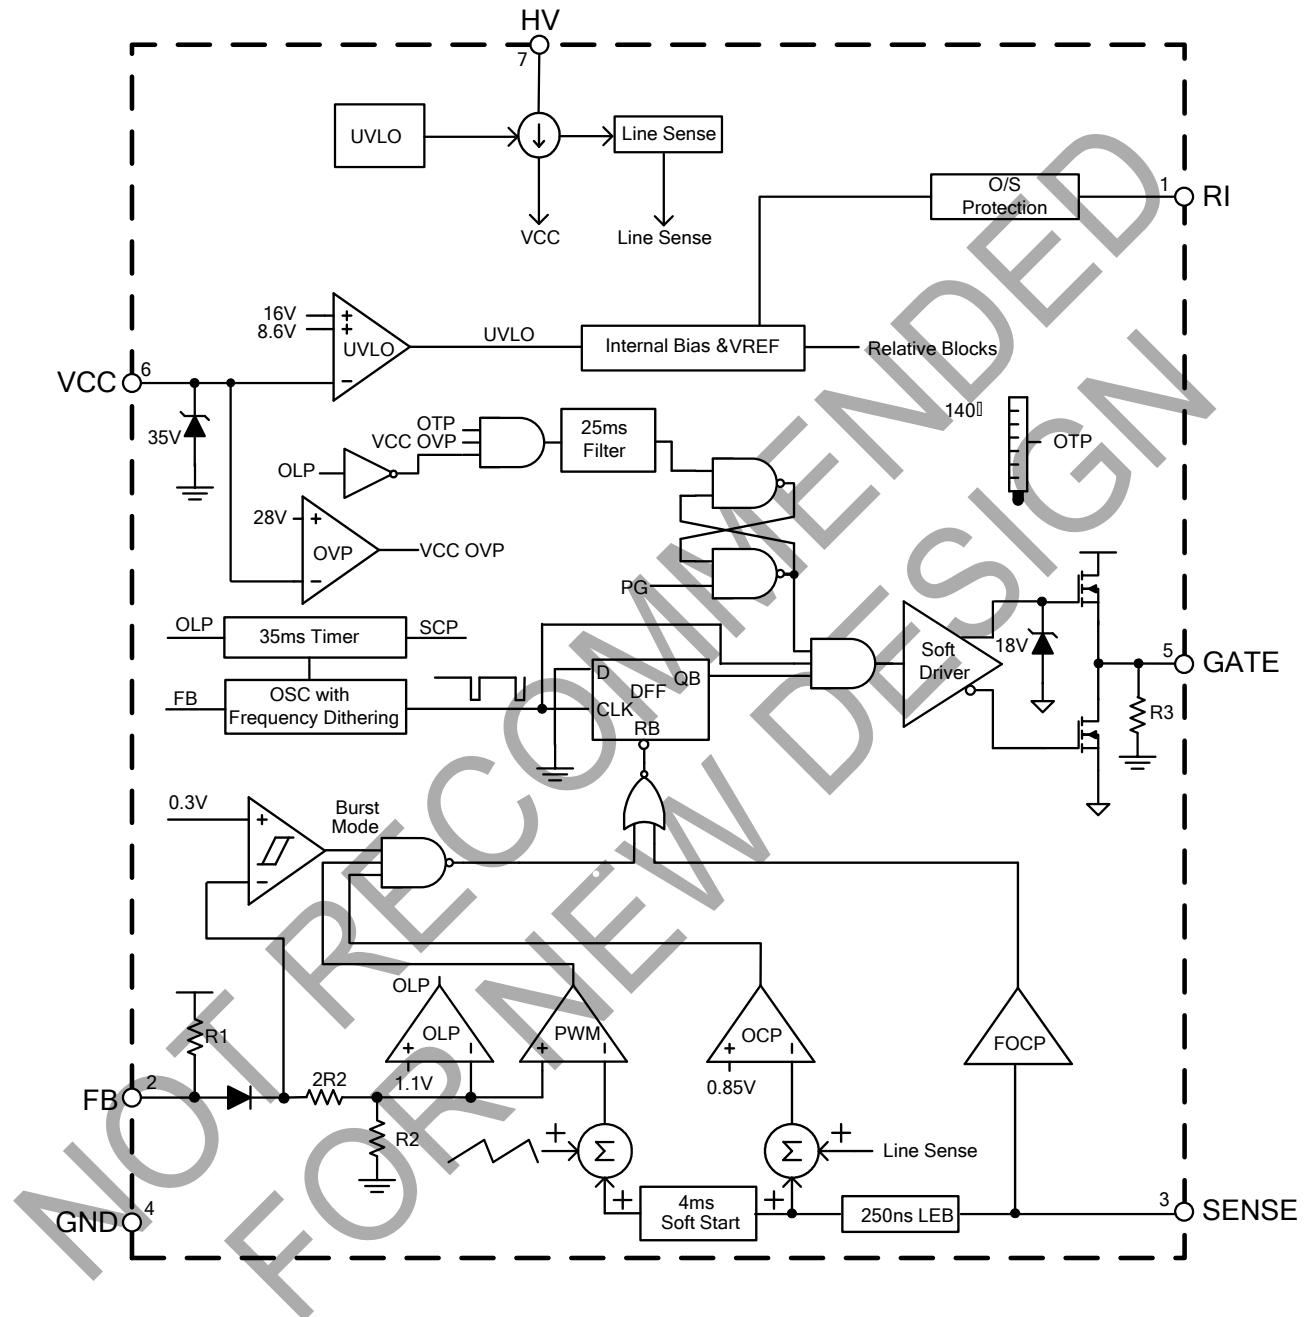 HV
7
UVLO
Line Sense
VCC
Line Sense
O/S
Protection
1
RI
16V
8.6V
+
+
UVLO
−
UVLO
Internal Bias &VREF
Relative Blocks
VCC
6
35V
OTP
VCC OVP
OLP
25ms
Filter
140▯
OTP
28V
+
OVP
−
VCC OVP
PG
OLP
35ms Timer
SCP
FB
OSC with
Frequency Dithering
D
QB
DFF
CLK
RB
Soft
Driver
18V
5
GATE
R3
0.3V
+
−
Burst
Mode
OLP
OLP
+
−
1.1V
PWM
+
−
OCP
+
−
0.85V
FOCP
R1
FB
2
2R2
R2
+
Σ
+
Σ
+
Line Sense
+
4ms
Soft Start
+
250ns LEB
3
SENSE
GND
4
NOT RECOMMENDED
FOR NEW DESIGN